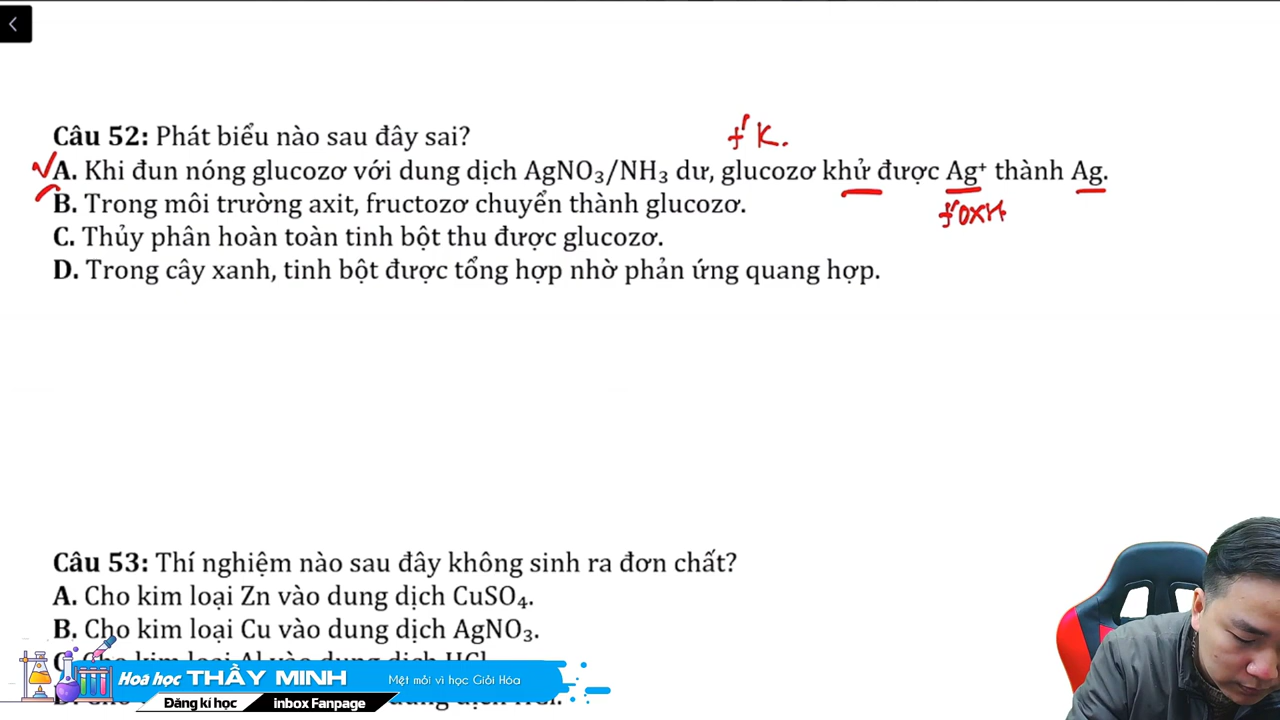 Câu 52: Phát biểu nào sau đây sai?
K.
A. Khi đun nóng glucozơ với dung dịch AgNO₃/NH₃ dư, glucozơ khử được Ag⁺ thành Ag.
OXH
B. Trong môi trường axit, fructozơ chuyển thành glucozơ.
C. Thủy phân hoàn toàn tinh bột thu được glucozơ.
D. Trong cây xanh, tinh bột được tổng hợp nhờ phản ứng quang hợp.
Câu 53: Thí nghiệm nào sau đây không sinh ra đơn chất?
A. Cho kim loại Zn vào dung dịch CuSO₄.
B. Cho kim loại Cu vào dung dịch AgNO₃.
Hoá học THẦY MINH
Mệt mỏi vì học Giỏi Hóa
Đăng kí học inbox Fanpage